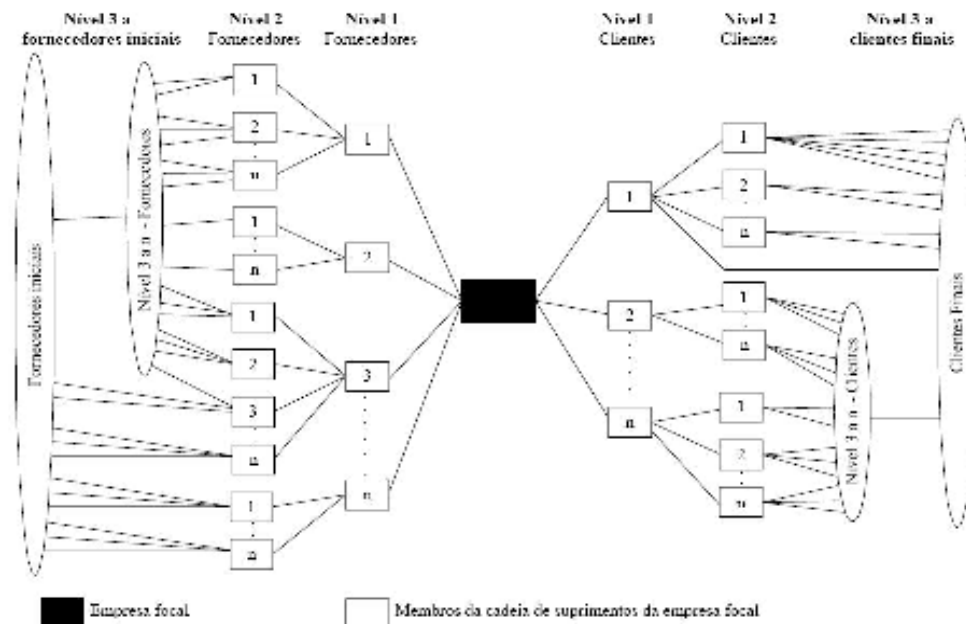 Nível 3 a
fornecedores iniciais
Nível 2
Fornecedores
Nível 1
Fornecedores
Nível 1
Clientes
Nível 2
Clientes
Nível 3 a
clientes finais
Fornecedores iniciais
Nível 3 a n - Fornecedores
1
2
n
1
n
1
2
3
n
1
n
1
2
3
n
1
2
n
1
2
n
1
n
1
2
n
Nível 3 a n - Clientes
Clientes Finais
Empresa focal
Membros da cadeia de suprimentos da empresa focal